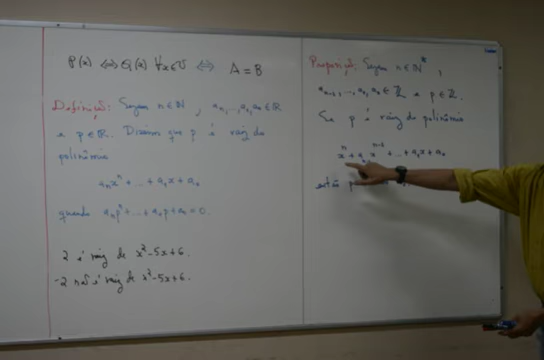 P(x) ⟺ Q(x) ∀x∈U ⟺ A = B
Definição: Sejam n∈ℕ, aₙ,…,a₁,a₀∈ℝ
e p∈ℝ. Dizemos que p é raiz do
polinômio
aₙxⁿ+…+a₁x+a₀
quando aₙpⁿ+…+a₁p+a₀=0.
2 é raiz de x²-5x+6.
-2 não é raiz de x²-5x+6.
Proposição: Sejam n∈ℕ*,
aₙ₋₁,…,a₁,a₀∈ℤ e p∈ℤ.
Se p é raiz do polinômio
xⁿ+aₙ₋₁xⁿ⁻¹+…+a₁x+a₀
então p